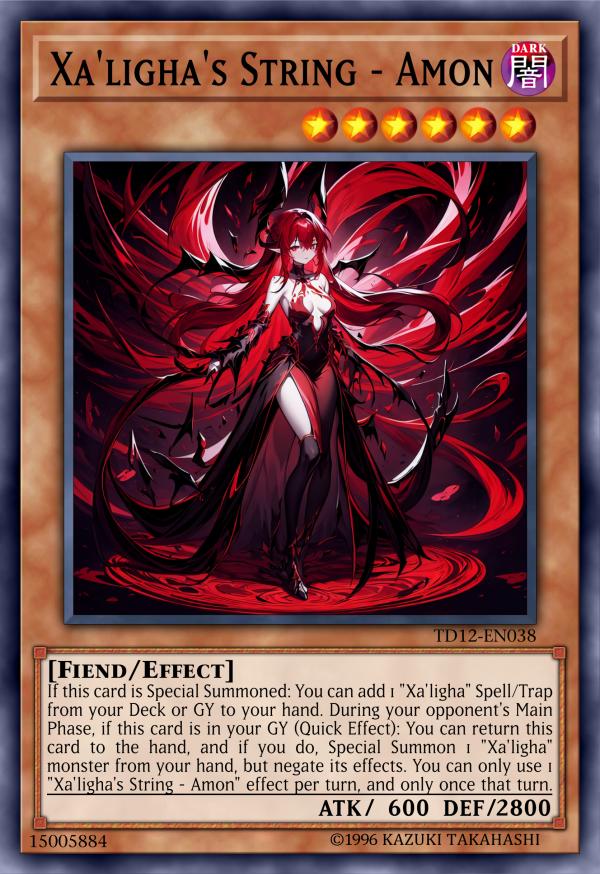 Xa'ligha's String - Amon
DARK
闇
TD12-EN038
[Fiend/Effect]
If this card is Special Summoned: You can add 1 "Xa'ligha" Spell/Trap
from your Deck or GY to your hand. During your opponent's Main
Phase, if this card is in your GY (Quick Effect): You can return this
card to the hand, and if you do, Special Summon 1 "Xa'ligha"
monster from your hand, but negate its effects. You can only use 1
"Xa'ligha's String - Amon" effect per turn, and only once that turn.
ATK/ 600 DEF/2800
15005884
©1996 KAZUKI TAKAHASHI